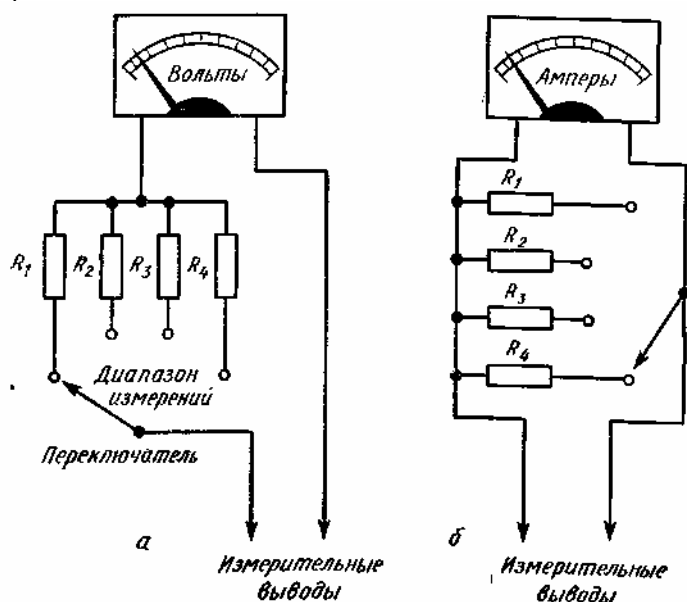 Вольты
Амперы
R1
R2
R3
R4
R1
R2
R3
R4
Диапазон
измерений
Переключатель
а
б
Измерительные
выводы
Измерительные
выводы